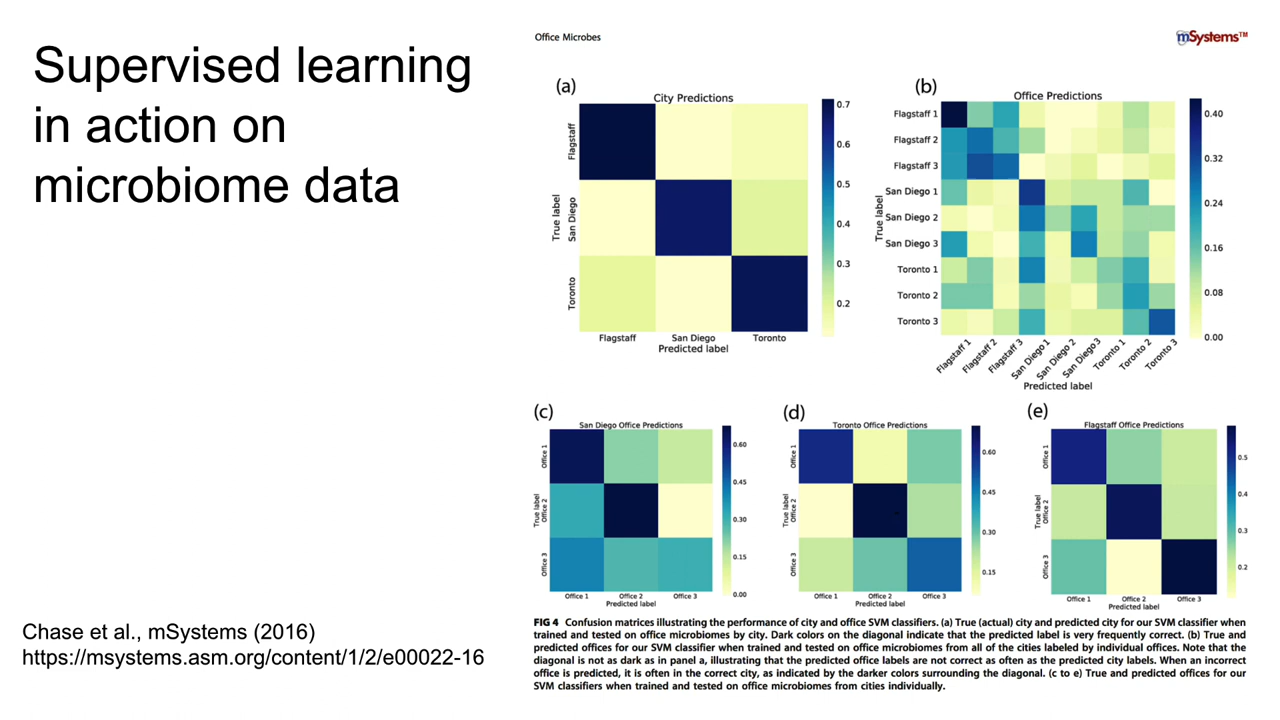 Supervised learning
in action on
microbiome data
Chase et al., mSystems (2016)
https://msystems.asm.org/content/1/2/e00022-16
Office Microbes
mSystems™
(a)
City Predictions
True label
Flagstaff
San Diego
Toronto
Flagstaff
San Diego
Toronto
Predicted label
0.7
0.6
0.5
0.4
0.3
0.2
(b)
Office Predictions
True label
Flagstaff 1
Flagstaff 2
Flagstaff 3
San Diego 1
San Diego 2
San Diego 3
Toronto 1
Toronto 2
Toronto 3
Flagstaff 1
Flagstaff 2
Flagstaff 3
San Diego 1
San Diego 2
San Diego 3
Toronto 1
Toronto 2
Toronto 3
Predicted label
0.40
0.32
0.24
0.16
0.08
0.00
(c)
San Diego Office Predictions
True label
Office 1
Office 2
Office 3
Office 1
Office 2
Office 3
Predicted label
0.60
0.45
0.30
0.15
0.00
(d)
Toronto Office Predictions
True label
Office 1
Office 2
Office 3
Office 1
Office 2
Office 3
Predicted label
0.60
0.45
0.30
0.15
(e)
Flagstaff Office Predictions
True label
Office 1
Office 2
Office 3
Office 1
Office 2
Office 3
Predicted label
0.5
0.4
0.3
0.2
FIG 4 Confusion matrices illustrating the performance of city and office SVM classifiers. (a) True (actual) city and predicted city for our SVM classifier when
trained and tested on office microbiomes by city. Dark colors on the diagonal indicate that the predicted label is very frequently correct. (b) True and
predicted offices for our SVM classifier when trained and tested on office microbiomes from all of the cities labeled by individual offices. Note that the
diagonal is not as dark as in panel a, illustrating that the predicted office labels are not correct as often as the predicted city labels. When an incorrect
office is predicted, it is often in the correct city, as indicated by the darker colors surrounding the diagonal. (c to e) True and predicted offices for our
SVM classifiers when trained and tested on office microbiomes from cities individually.